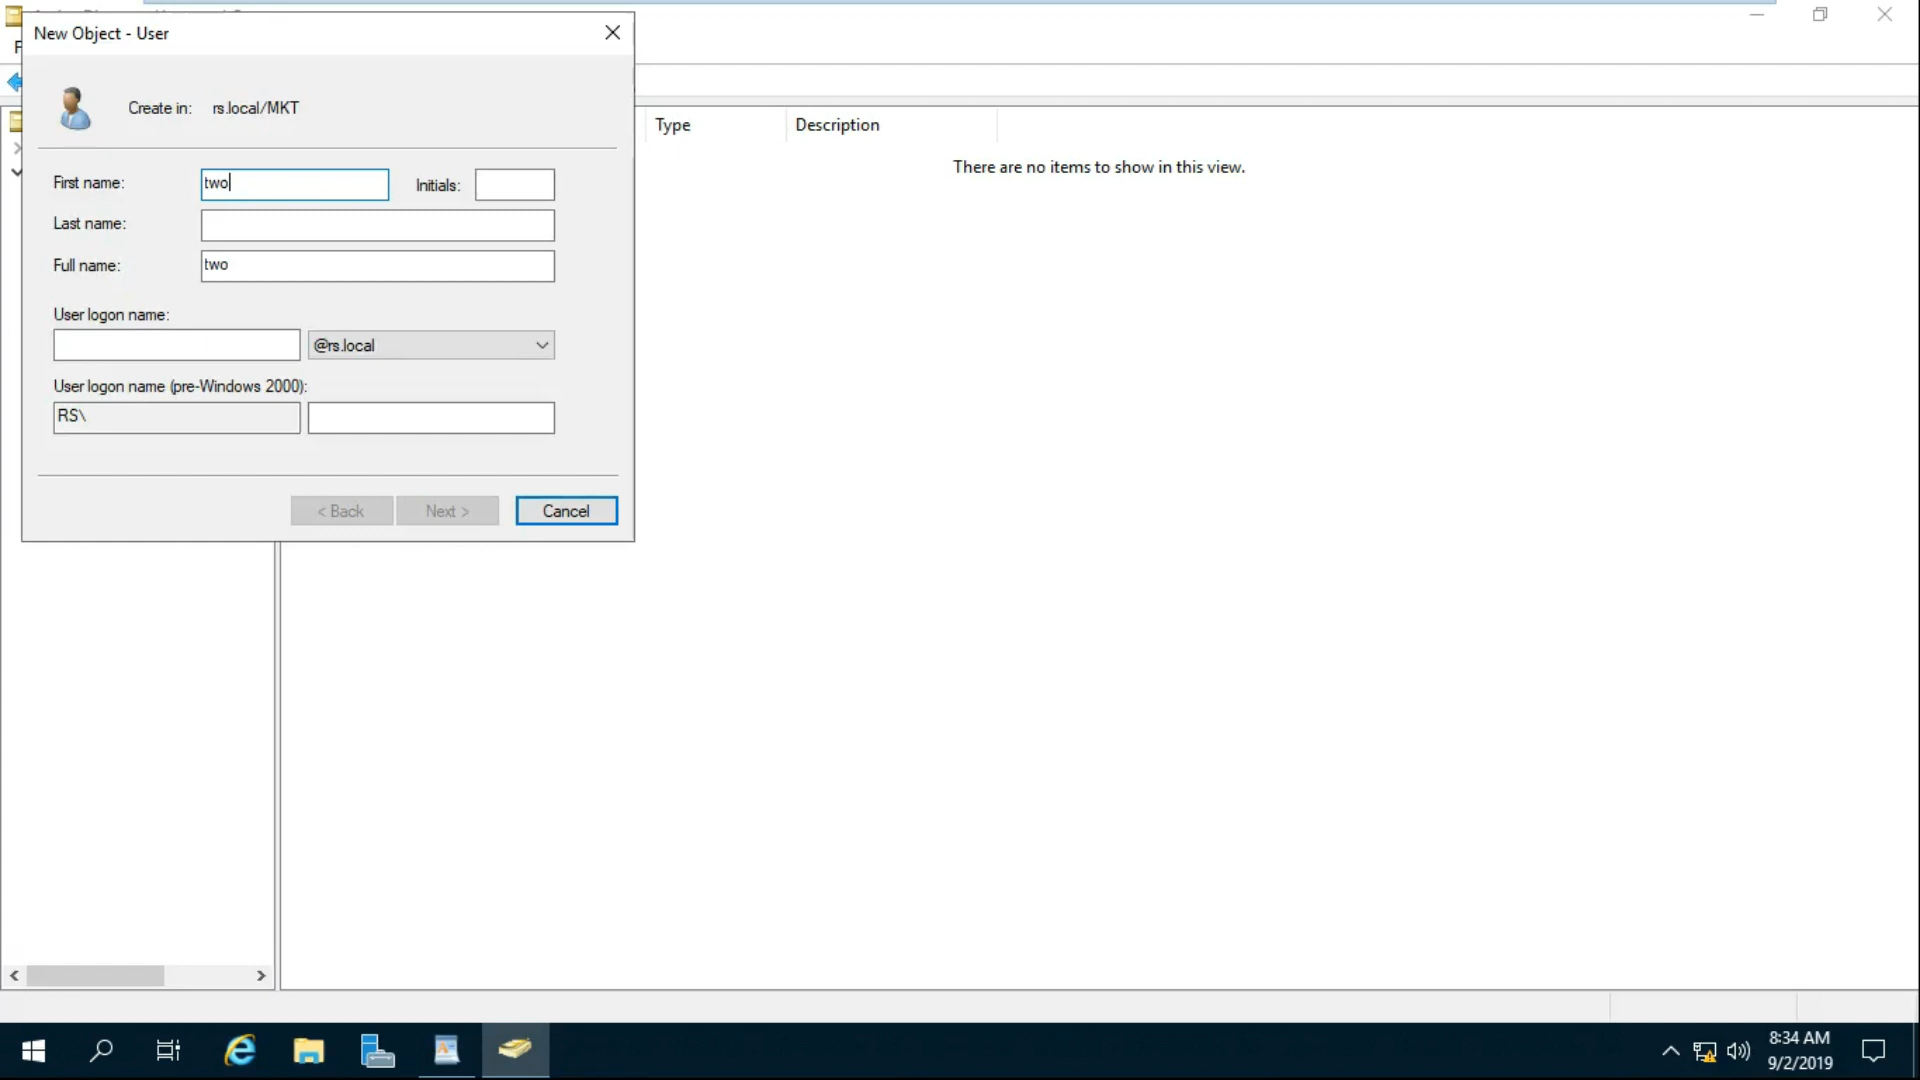 New Object - User
Create in: rs.local/MKT
Type Description
There are no items to show in this view.
First name: two Initials:
Last name:
Full name: two
User logon name:
@rs.local
User logon name (pre-Windows 2000):
RS\
< Back Next > Cancel
8:34 AM
9/2/2019